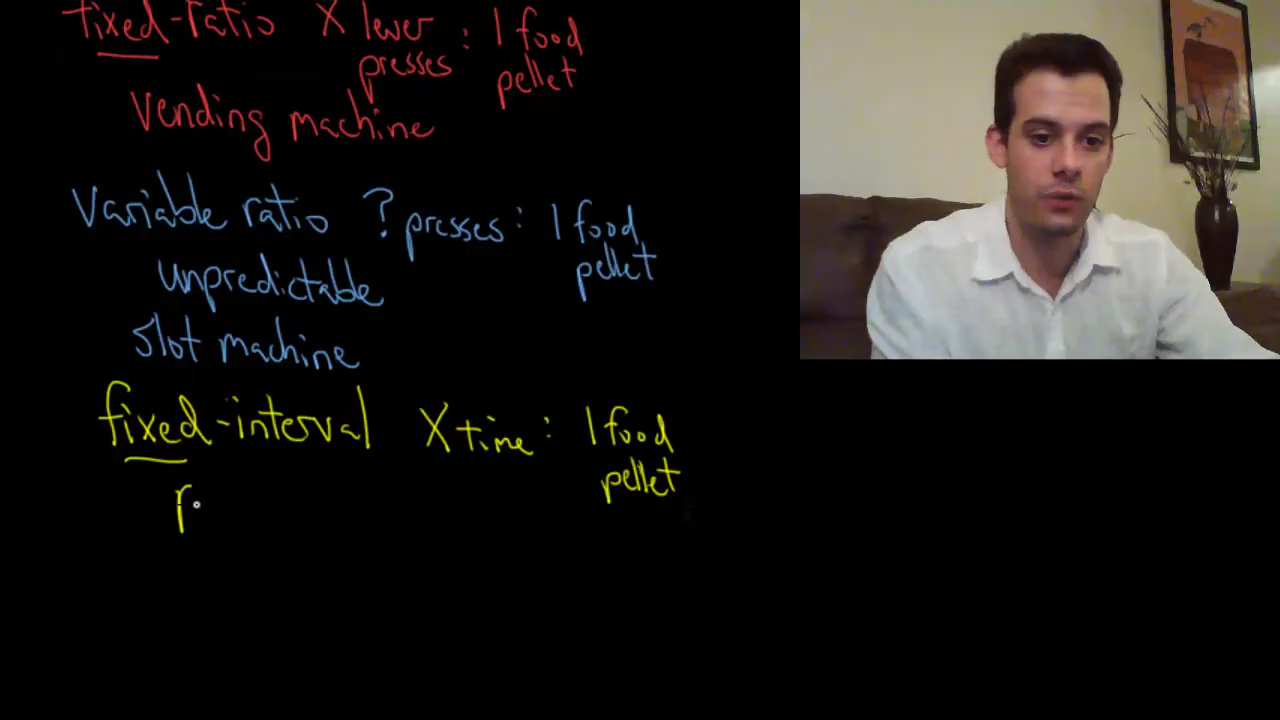 fixed-ratio X lever presses : 1 food pellet
Vending machine
Variable ratio ? presses : 1 food pellet
unpredictable
slot machine
fixed-interval X time : 1 food pellet